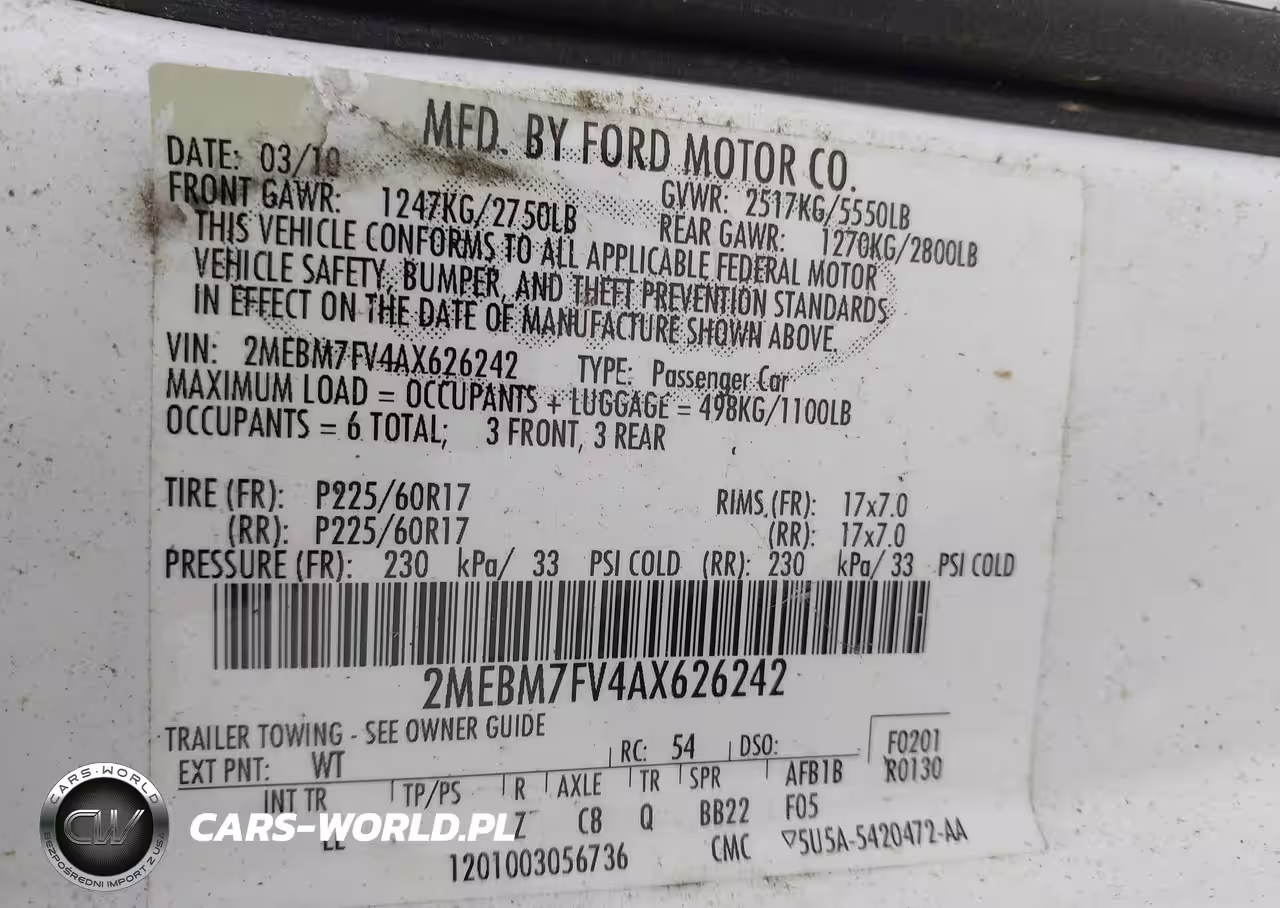 MFD. BY FORD MOTOR CO.
DATE: 03/10 GVWR: 2517KG/5550LB
FRONT GAWR: 1247KG/2750LB REAR GAWR: 1270KG/2800LB
THIS VEHICLE CONFORMS TO ALL APPLICABLE FEDERAL MOTOR
VEHICLE SAFETY, BUMPER, AND THEFT PREVENTION STANDARDS
IN EFFECT ON THE DATE OF MANUFACTURE SHOWN ABOVE.
VIN: 2MEBM7FV4AX626242 TYPE: Passenger Car
MAXIMUM LOAD = OCCUPANTS + LUGGAGE = 498KG/1100LB
OCCUPANTS = 6 TOTAL; 3 FRONT, 3 REAR
TIRE (FR): P225/60R17 RIMS (FR): 17x7.0
(RR): P225/60R17 (RR): 17x7.0
PRESSURE (FR): 230 kPa/ 33 PSI COLD (RR): 230 kPa/ 33 PSI COLD
2MEBM7FV4AX626242
TRAILER TOWING - SEE OWNER GUIDE
EXT PNT: WT RC: 54 DSO: F0201
R0130
INT TR TP/PS R AXLE TR SPR AFB1B
Z C8 Q BB22 F05
1201003056736 CMC ▽5U5A-5420472-AA
CARS-WORLD
CW
BEZPOŚREDNI IMPORT Z USA
CARS-WORLD.PL